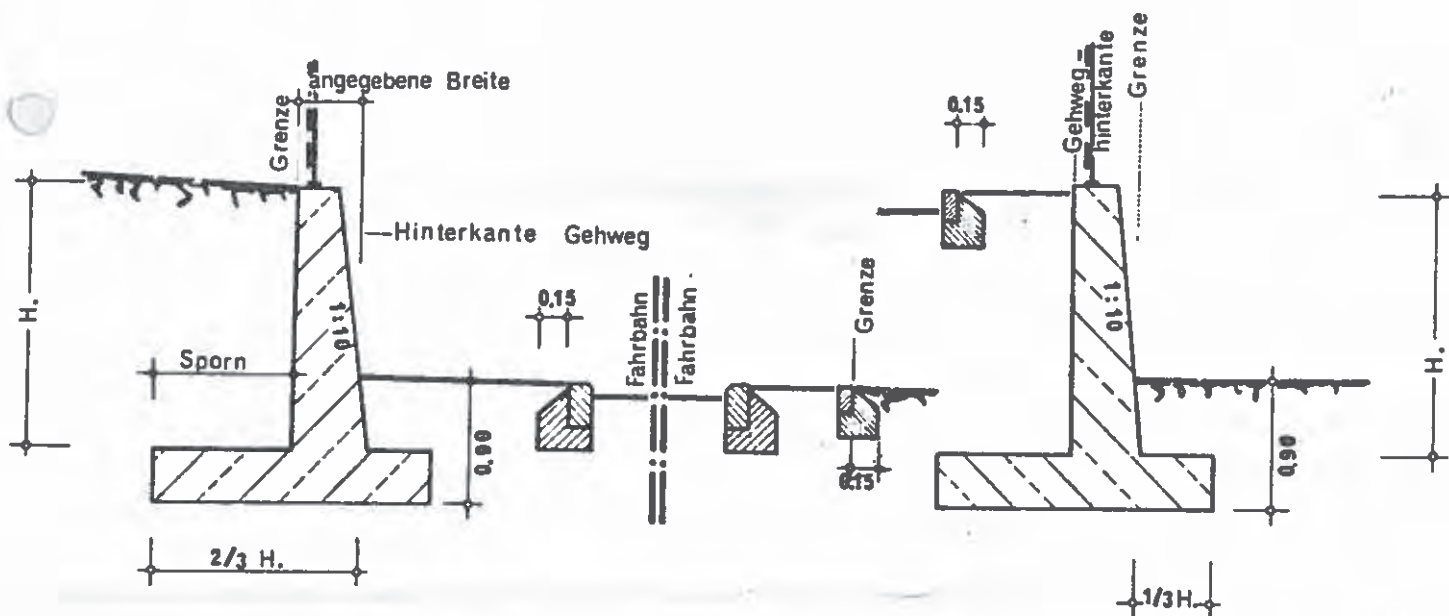 angegebene Breite
Grenze
H.
Hinterkante Gehweg
1:10
Sporn
0,90
2/3 H.
0.15
Fahrbahn
Fahrbahn
Grenze
0.15
0.15
Gehweg-
hinterkante
Grenze
1:10
H.
0,90
1/3 H.